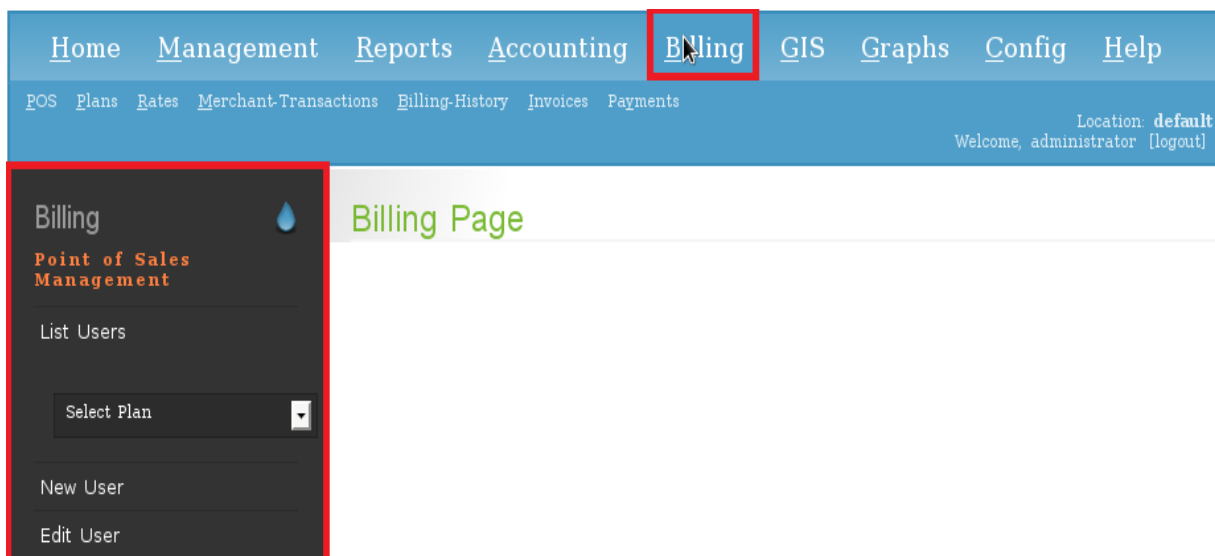 Home Management Reports Accounting Billing GIS Graphs Config Help
POS Plans Rates Merchant-Transactions Billing-History Invoices Payments
Location: default
Welcome, administrator [logout]
Billing
Billing Page
Point of Sales
Management
List Users
Select Plan
New User
Edit User